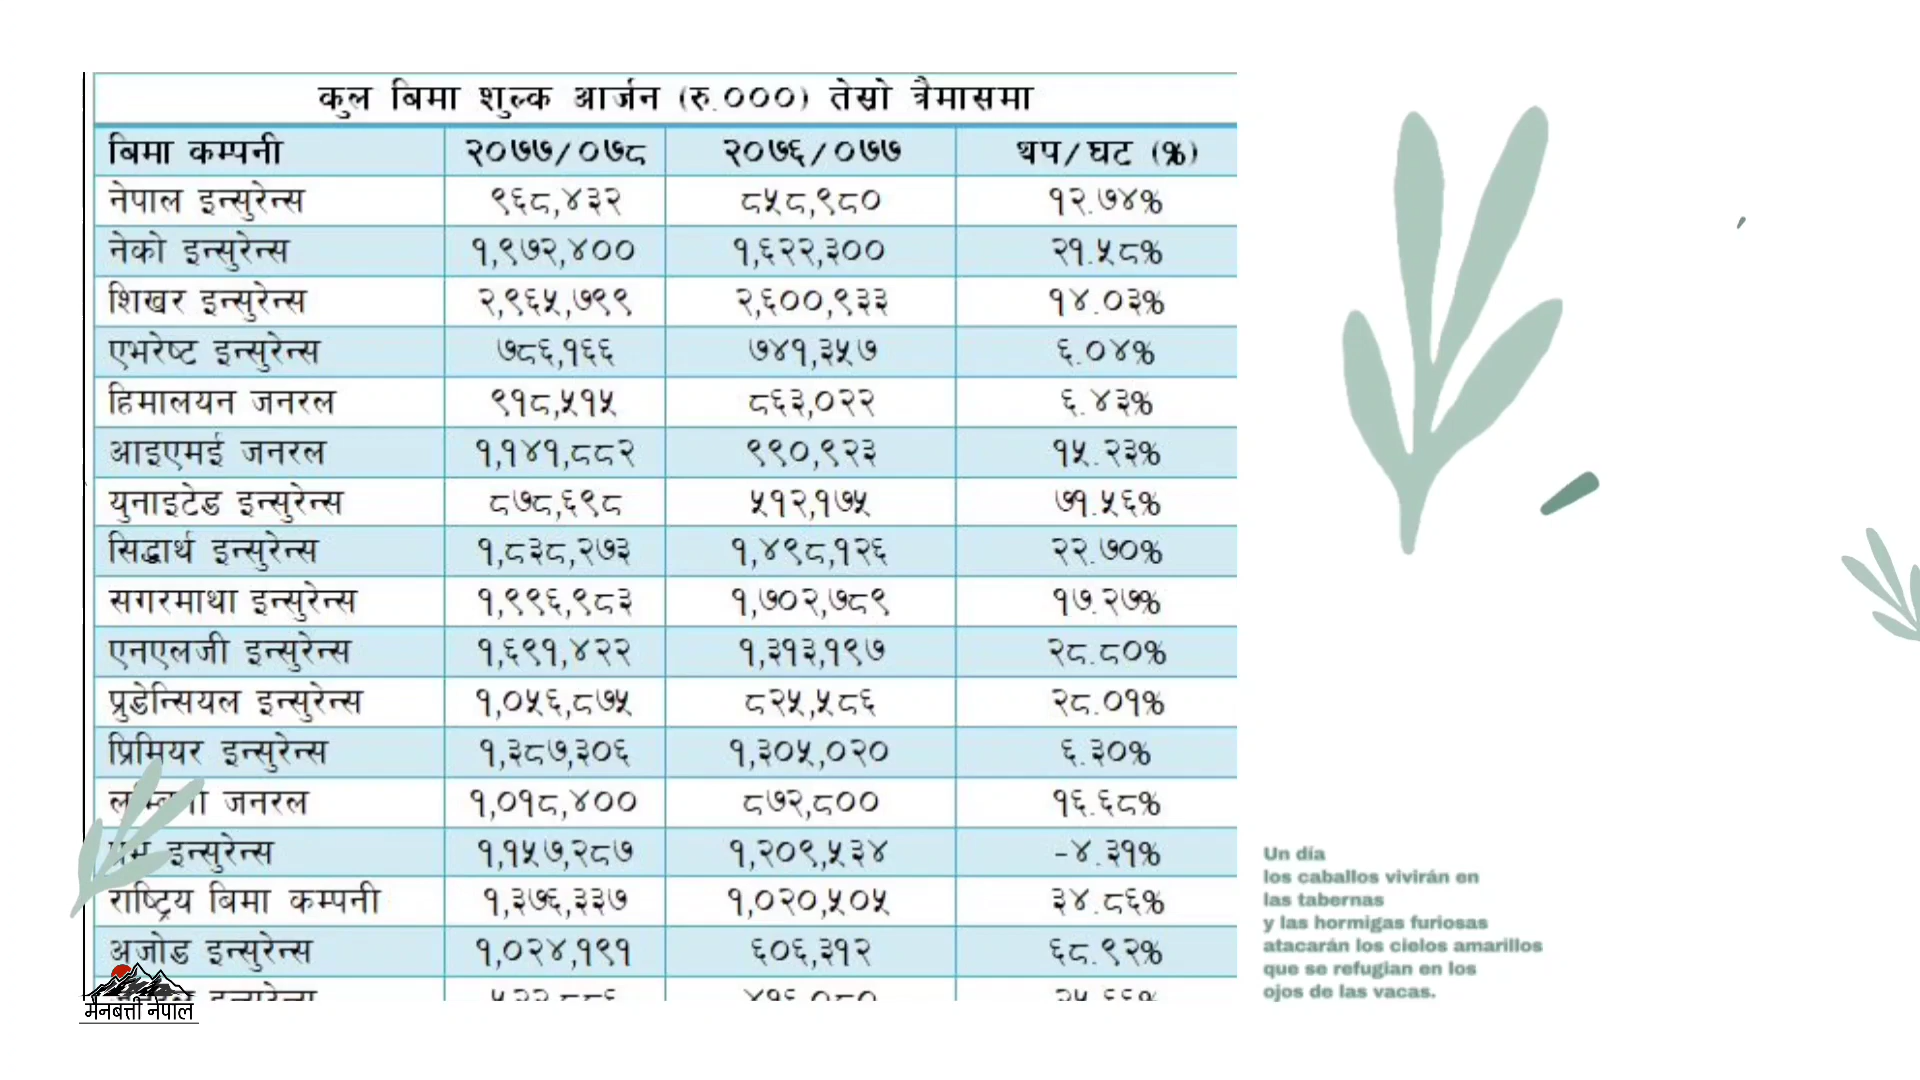 कुल बिमा शुल्क आर्जन (रु.०००) तेस्रो त्रैमासमा
बिमा कम्पनी २०७७/०७८ २०७६/०७७ थप/घट (%)
नेपाल इन्सुरेन्स ९६८,४३२ ८५८,९८० १२.७४%
नेको इन्सुरेन्स १,९७२,४०० १,६२२,३०० २१.५८%
शिखर इन्सुरेन्स २,९६५,७९९ २,६००,९३३ १४.०३%
एभरेष्ट इन्सुरेन्स ७८६,१६६ ७४१,३५७ ६.०४%
हिमालयन जनरल ९१८,५१५ ८६३,०२२ ६.४३%
आइएमई जनरल १,१४१,८८२ ९९०,९२३ १५.२३%
युनाइटेड इन्सुरेन्स ८७८,६९८ ५१२,१७५ ७१.५६%
सिद्धार्थ इन्सुरेन्स १,८३८,२७३ १,४९८,१२६ २२.७०%
सगरमाथा इन्सुरेन्स १,९९६,९८३ १,७०२,७८९ १७.२७%
एनएलजी इन्सुरेन्स १,६९१,४२२ १,३१३,१९७ २८.८०%
प्रुडेन्सियल इन्सुरेन्स १,०५६,८७५ ८२५,५८६ २८.०१%
प्रिमियर इन्सुरेन्स १,३८७,३०६ १,३०५,०२० ६.३०%
जनरल १,०१८,४०० ८७२,८०० १६.६८%
इन्सुरेन्स १,१५७,२८७ १,२०९,५३४ -४.३१%
राष्ट्रिय बिमा कम्पनी १,३७६,३३७ १,०२०,५०५ ३४.८६%
अजोड इन्सुरेन्स १,०२४,१९१ ६०६,३१२ ६८.९२%
मैनबत्ती नेपाल
Un día
los caballos vivirán en
las tabernas
y las hormigas furiosas
atacarán los cielos amarillos
que se refugian en los
ojos de las vacas.